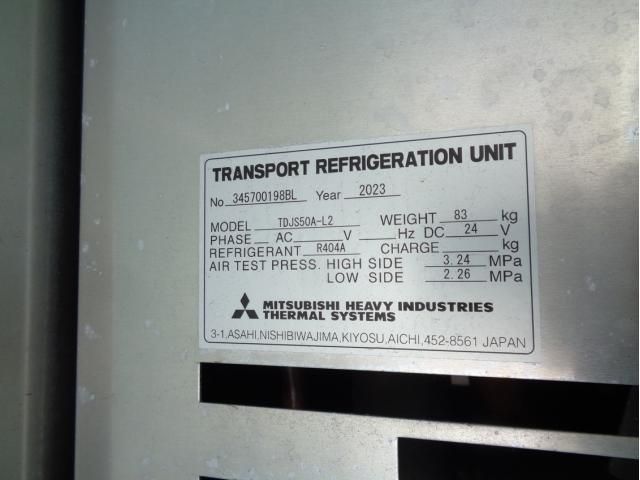 TRANSPORT REFRIGERATION UNIT
No 345700198BL Year 2023
MODEL TDJS50A-L2 WEIGHT 83 kg
PHASE AC V Hz DC 24 V
REFRIGERANT R404A CHARGE kg
AIR TEST PRESS. HIGH SIDE 3.24 MPa
LOW SIDE 2.26 MPa
MITSUBISHI HEAVY INDUSTRIES
THERMAL SYSTEMS
3-1,ASAHI,NISHIBIWAJIMA,KIYOSU,AICHI,452-8561 JAPAN